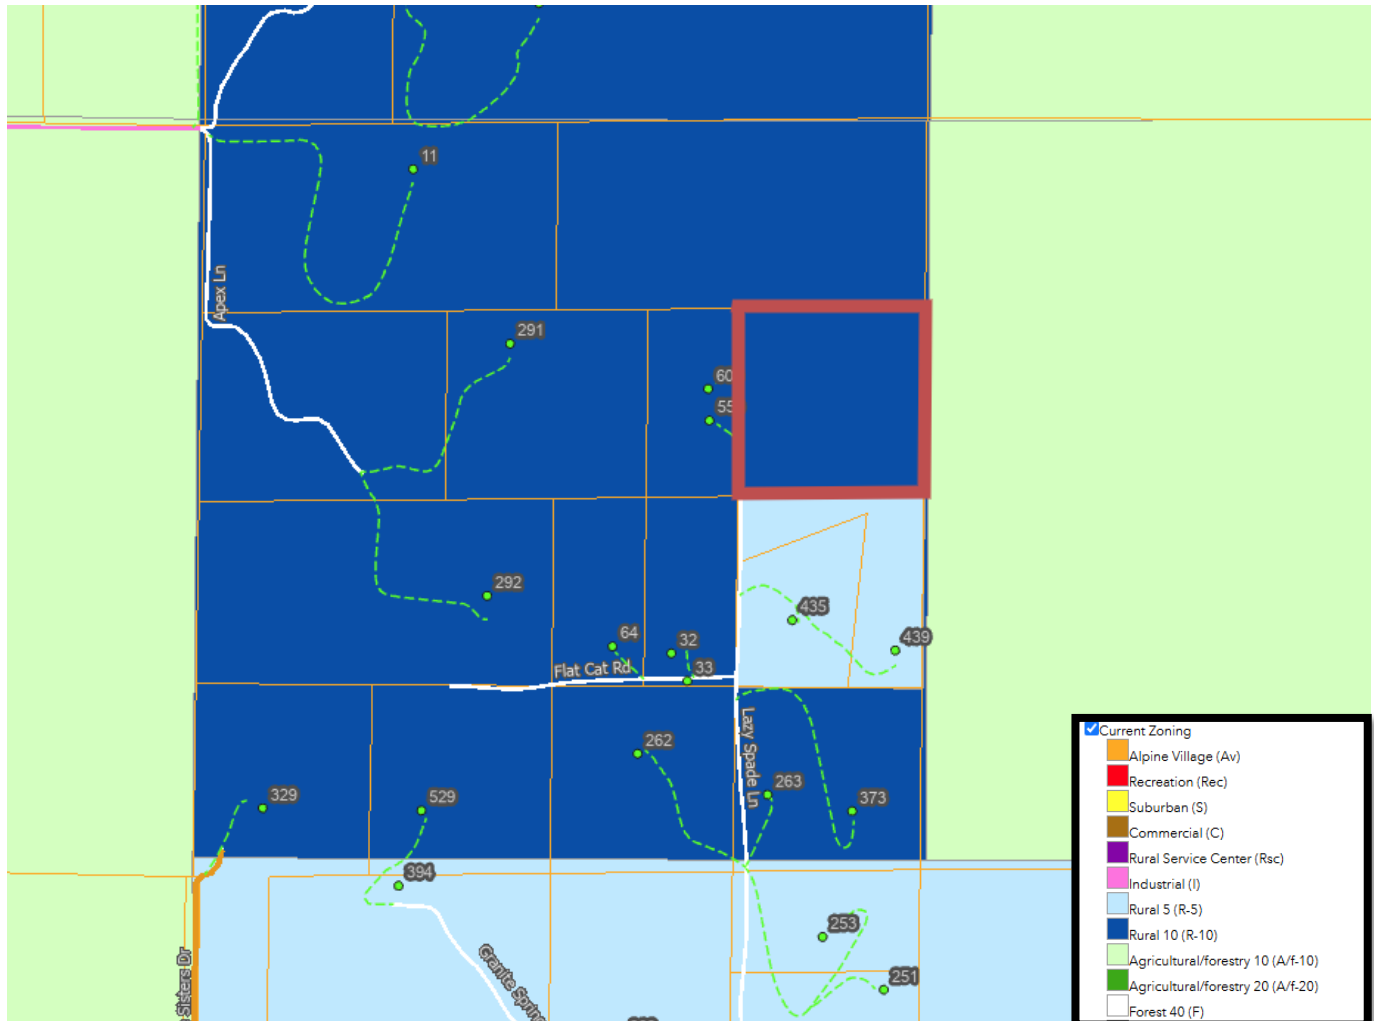 11
Apex Ln
291
60
55
292
435
64
32
439
Flat Cat Rd
33
Lazy Spade Ln
262
263
373
329
529
394
253
251
Granite Spring
Sisters Dr
Current Zoning
Alpine Village (Av)
Recreation (Rec)
Suburban (S)
Commercial (C)
Rural Service Center (Rsc)
Industrial (I)
Rural 5 (R-5)
Rural 10 (R-10)
Agricultural/forestry 10 (A/f-10)
Agricultural/forestry 20 (A/f-20)
Forest 40 (F)